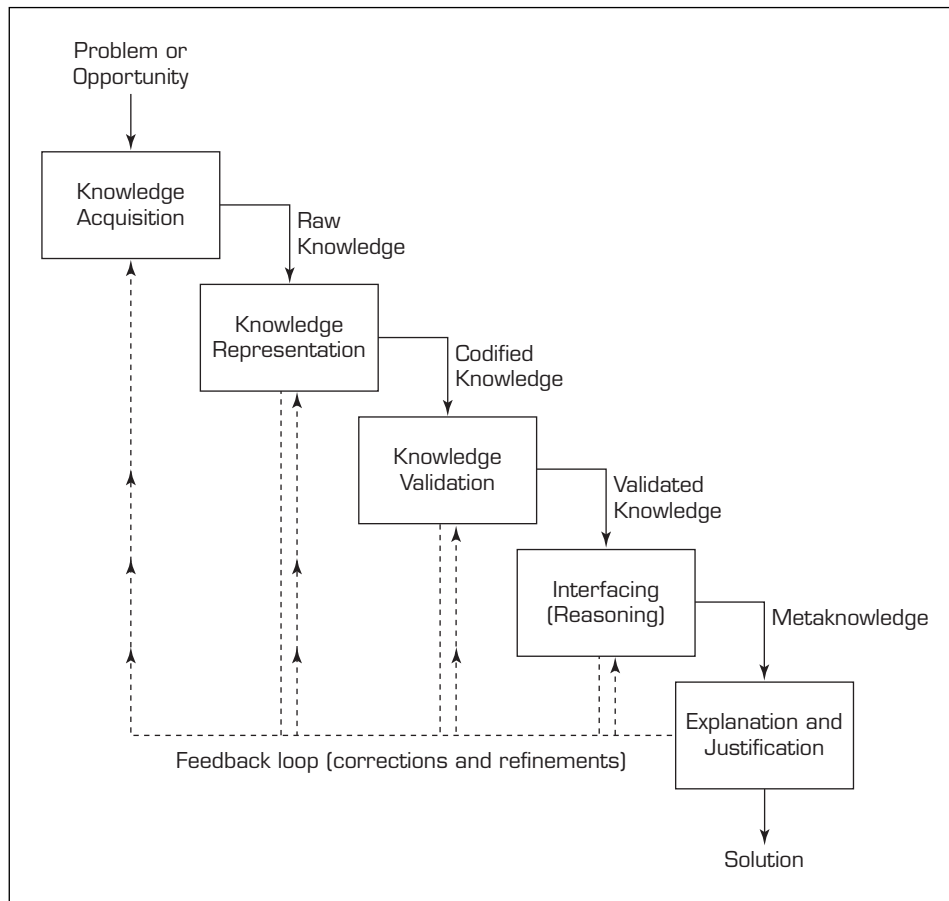 Problem or
Opportunity
Knowledge
Acquisition
Raw
Knowledge
Knowledge
Representation
Codified
Knowledge
Knowledge
Validation
Validated
Knowledge
Interfacing
(Reasoning)
Metaknowledge
Explanation and
Justification
Feedback loop (corrections and refinements)
Solution